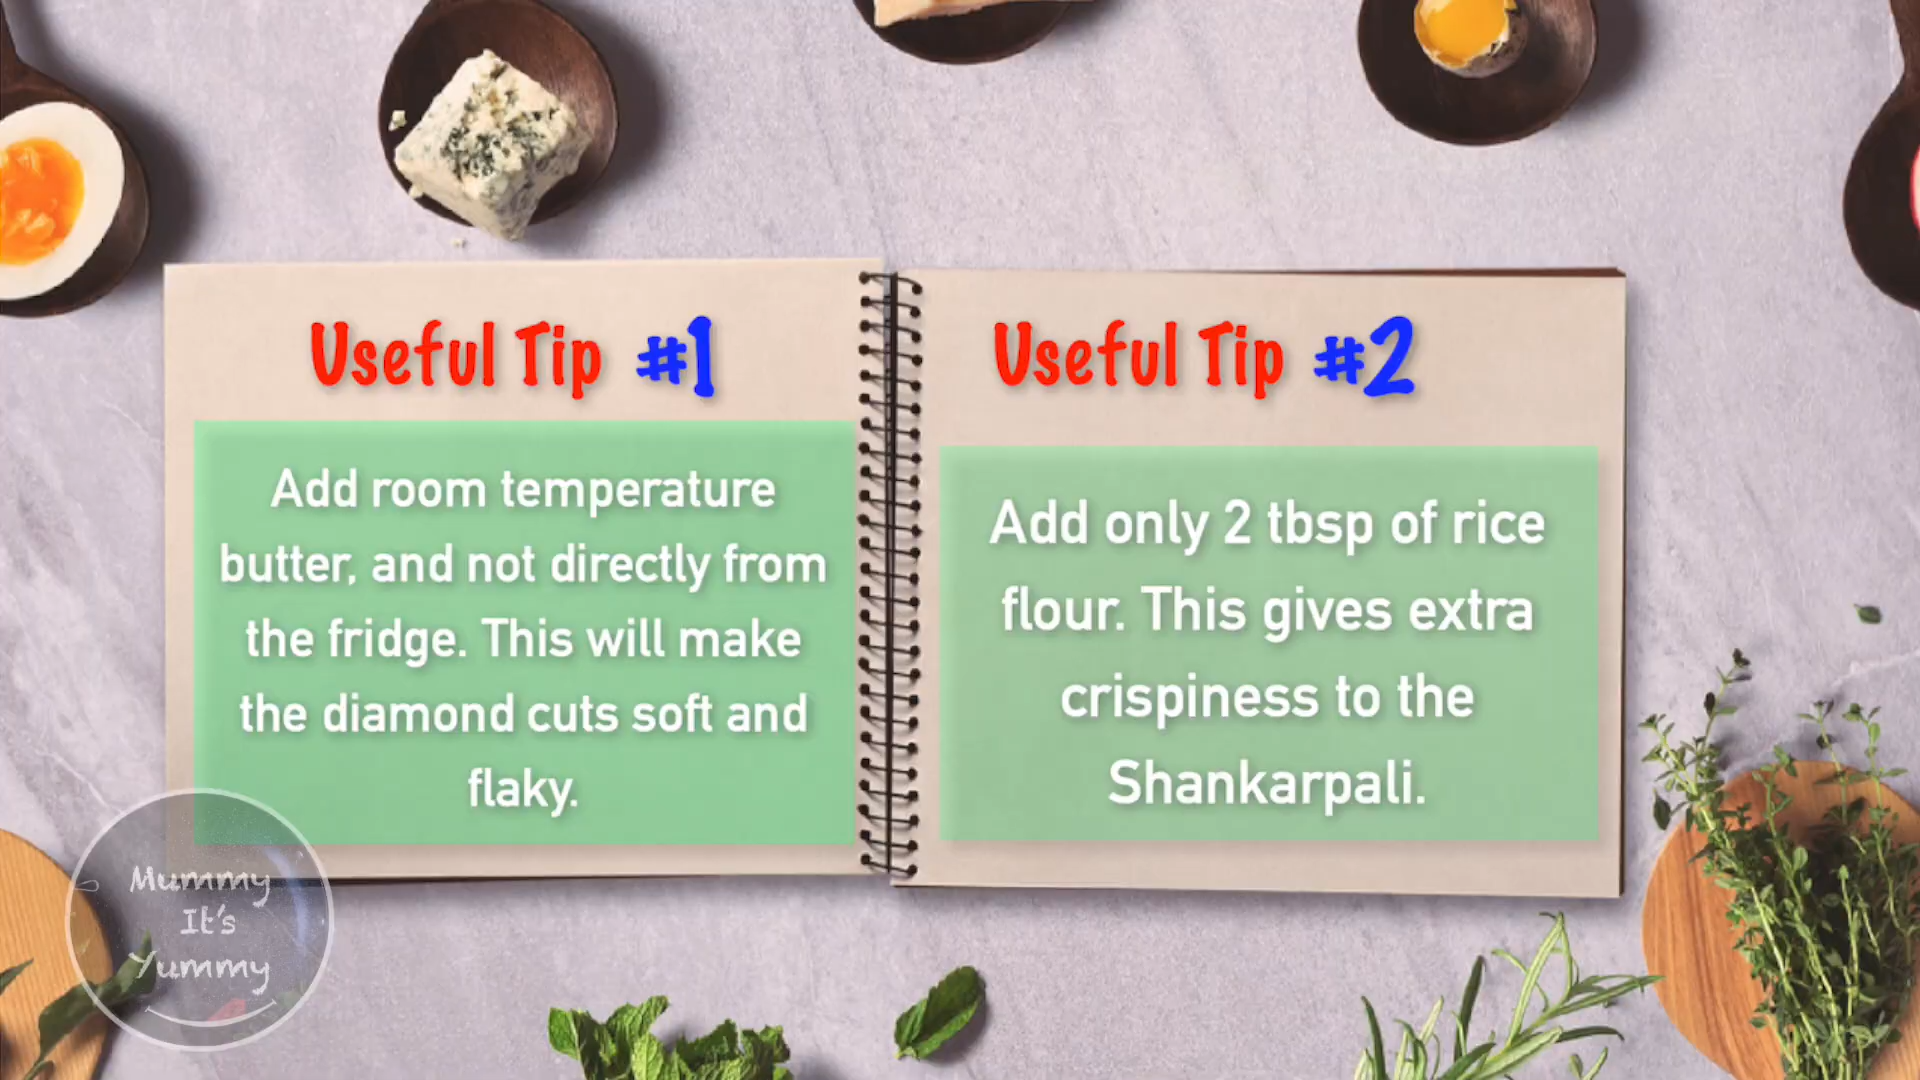 Useful Tip #1
Add room temperature
butter, and not directly from
the fridge. This will make
the diamond cuts soft and
flaky.
Useful Tip #2
Add only 2 tbsp of rice
flour. This gives extra
crispiness to the
Shankarpali.
Mummy
It's
Yummy